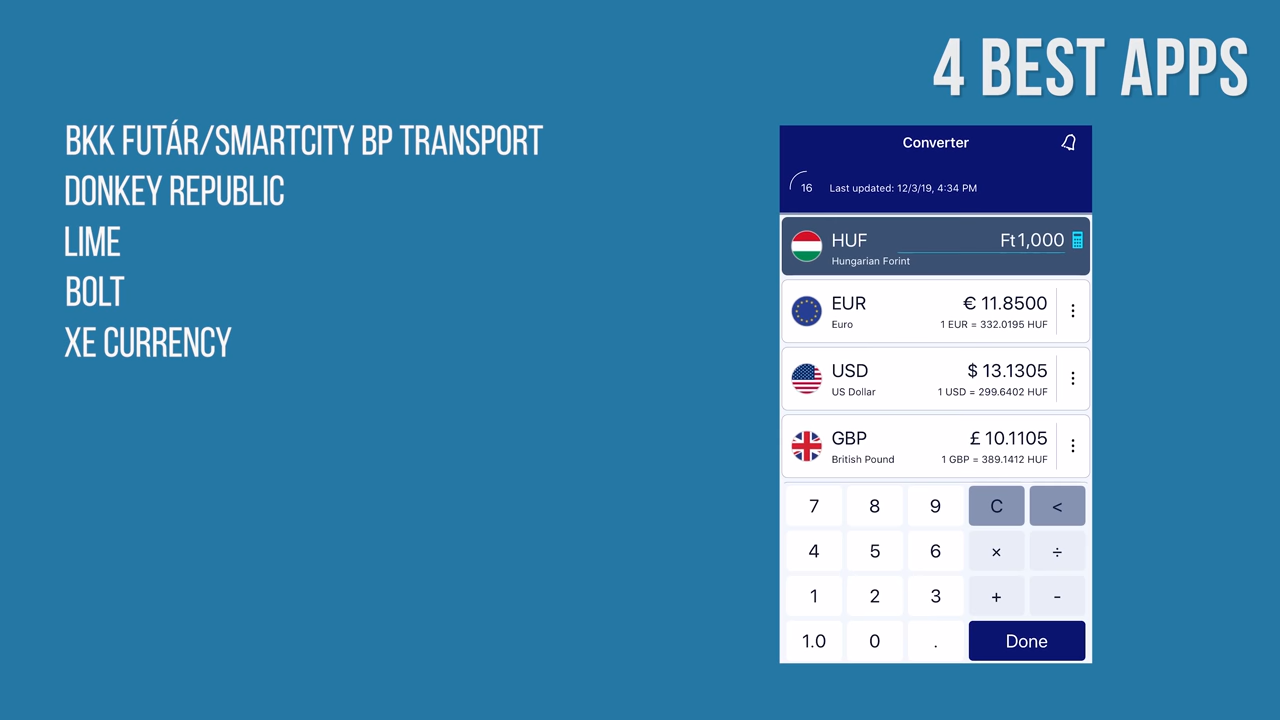 4 BEST APPS
BKK FUTÁR/SMARTCITY BP TRANSPORT
DONKEY REPUBLIC
LIME
BOLT
XE CURRENCY
Converter
16 Last updated: 12/3/19, 4:34 PM
HUF Ft1,000
Hungarian Forint
EUR € 11.8500
Euro 1 EUR = 332.0195 HUF
USD $ 13.1305
US Dollar 1 USD = 299.6402 HUF
GBP £ 10.1105
British Pound 1 GBP = 389.1412 HUF
7 8 9 C <
4 5 6 × ÷
1 2 3 + -
1.0 0 . Done